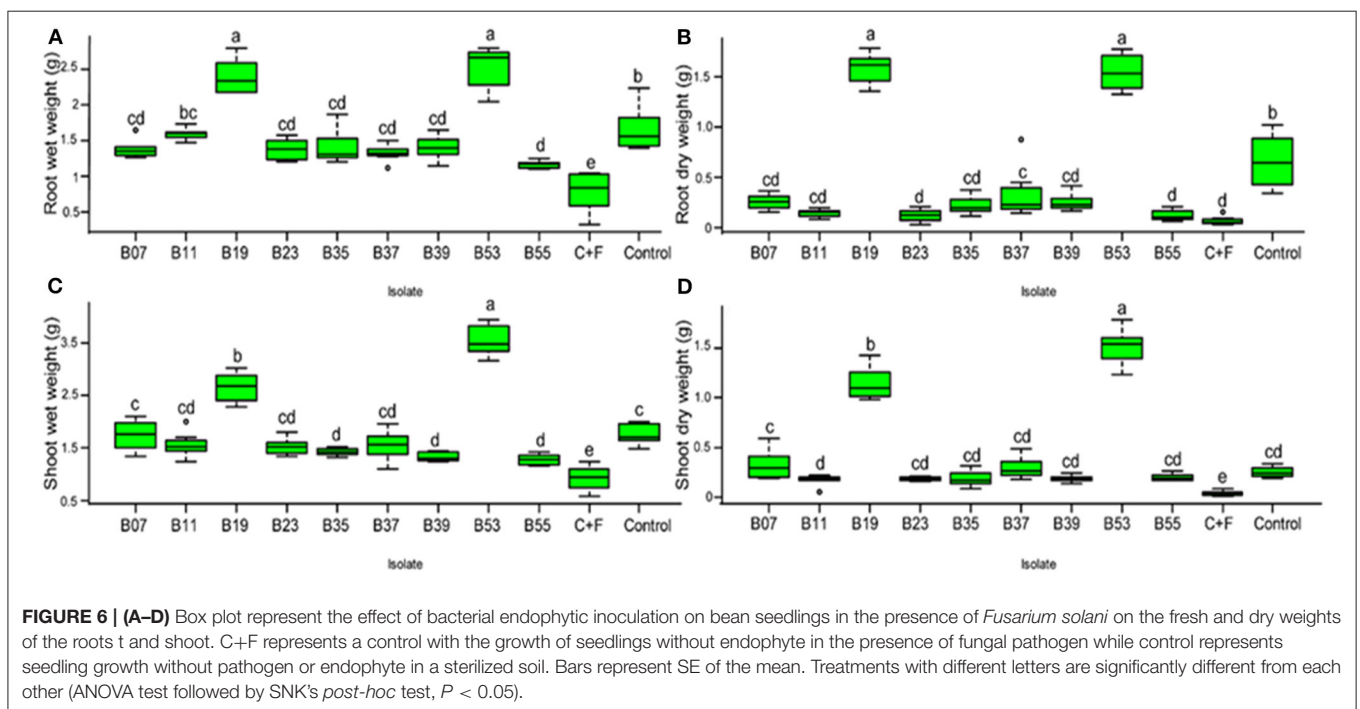 A
Root wet weight (g)
2.5
2
1.5
1
0.5
cd bc a cd cd cd cd a d e b
B07 B11 B19 B23 B35 B37 B39 B53 B55 C+F Control
Isolate
B
Root dry weight (g)
1.5
1.0
0.5
0
cd cd a d cd c cd a d d b
B07 B11 B19 B23 B35 B37 B39 B53 B55 C+F Control
Isolate
C
Shoot wet weight (g)
3.5
2.5
1.5
0.5
c cd b cd d cd d a d e c
B07 B11 B19 B23 B35 B37 B39 B53 B55 C+F Control
Isolate
D
Shoot dry weight (g)
1.5
1.0
0.5
0
c d b cd cd cd cd a cd e cd
B07 B11 B19 B23 B35 B37 B39 B53 B55 C+F Control
Isolate
FIGURE 6 | (A–D) Box plot represent the effect of bacterial endophytic inoculation on bean seedlings in the presence of Fusarium solani on the fresh and dry weights
of the roots t and shoot. C+F represents a control with the growth of seedlings without endophyte in the presence of fungal pathogen while control represents
seedling growth without pathogen or endophyte in a sterilized soil. Bars represent SE of the mean. Treatments with different letters are significantly different from each
other (ANOVA test followed by SNK's post-hoc test, P < 0.05).